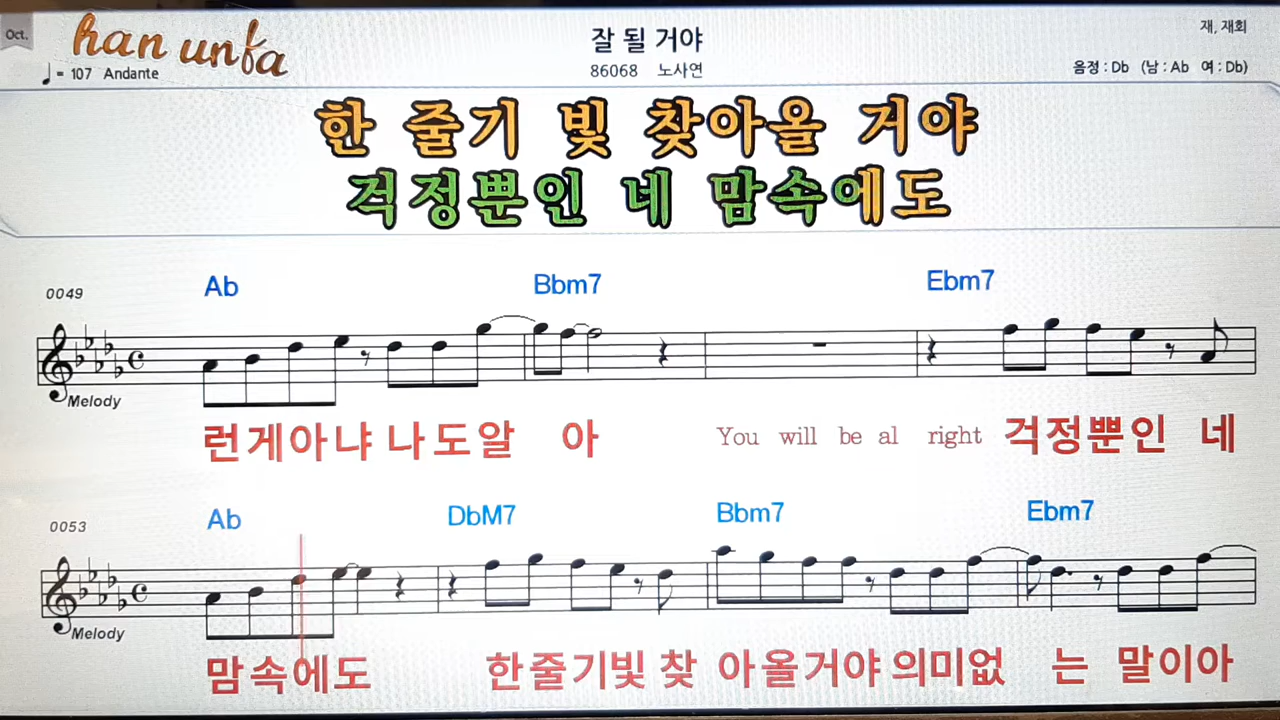 Oct.
han unfa
잘 될 거야
재, 재회
♩ = 107 Andante
86068 노사연
음정 : Db (남 : Ab 여 : Db)
한 줄기 빛 찾아올 거야
걱정뿐인 네 맘속에도
0049
Ab Bbm7 Ebm7
Melody
런게아냐 나도알 아 You will be al right 걱정뿐인 네
0053
Ab DbM7 Bbm7 Ebm7
Melody
맘속에도 한줄기빛 찾 아올거야 의미없 는 말이아